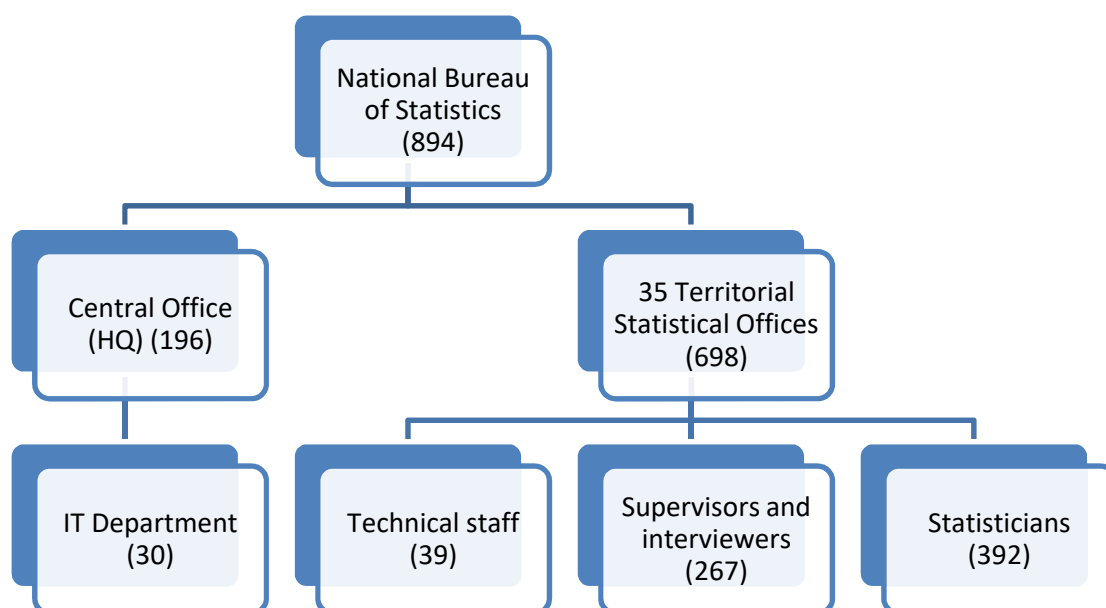 National Bureau
of Statistics
(894)
Central Office
(HQ) (196)
35 Territorial
Statistical Offices
(698)
IT Department
(30)
Technical staff
(39)
Supervisors and
interviewers
(267)
Statisticians
(392)